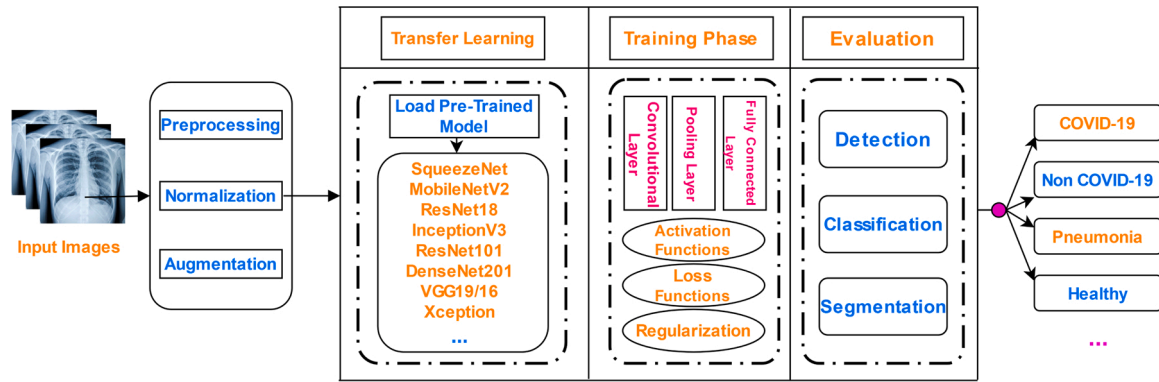 Input Images
Preprocessing
Normalization
Augmentation
Transfer Learning
Load Pre-Trained
Model
SqueezeNet
MobileNetV2
ResNet18
InceptionV3
ResNet101
DenseNet201
VGG19/16
Xception
...
Training Phase
Convolutional
Layer
Pooling Layer
Fully Connected
Layer
Activation
Functions
Loss
Functions
Regularization
Evaluation
Detection
Classification
Segmentation
COVID-19
Non COVID-19
Pneumonia
Healthy
...